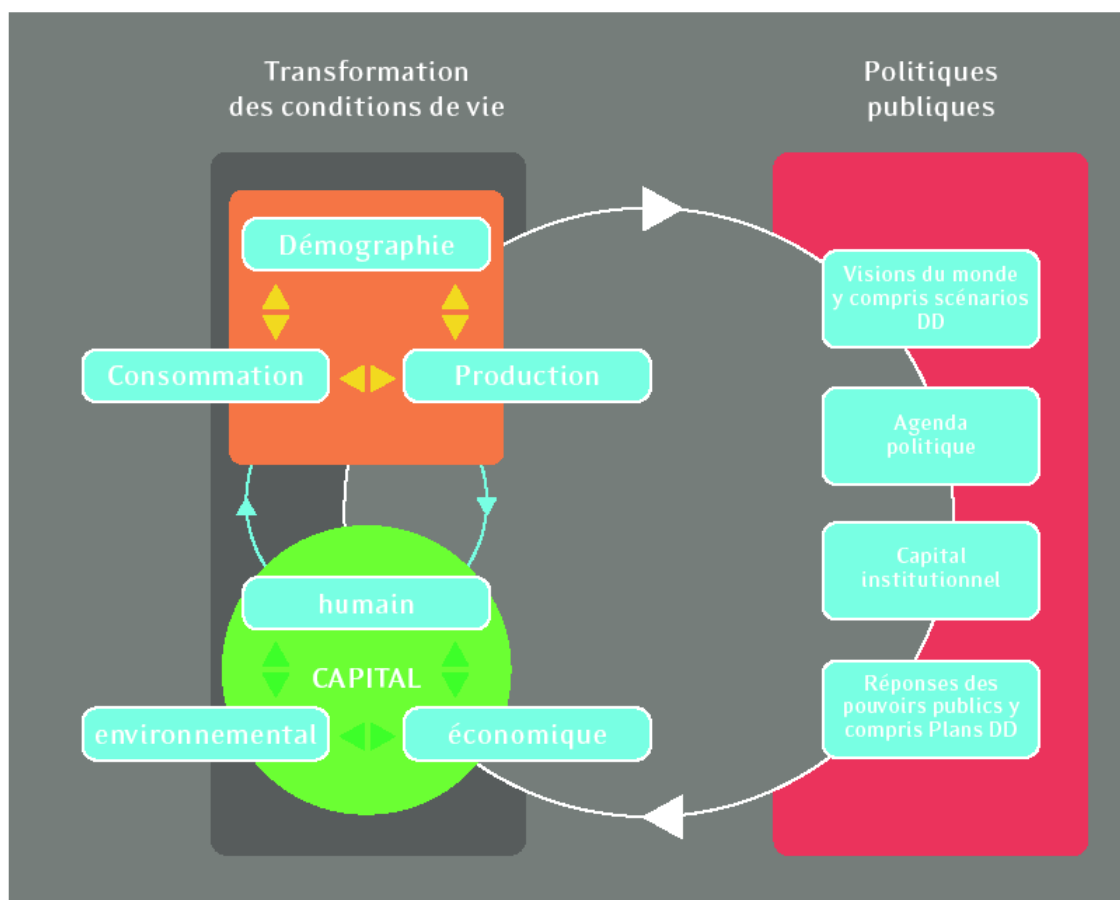 Transformation
des conditions de vie
Politiques
publiques
Démographie
Consommation
Production
humain
CAPITAL
environnemental
économique
Visions du monde
y compris scénarios
DD
Agenda
politique
Capital
institutionnel
Réponses des
pouvoirs publics y
compris Plans DD